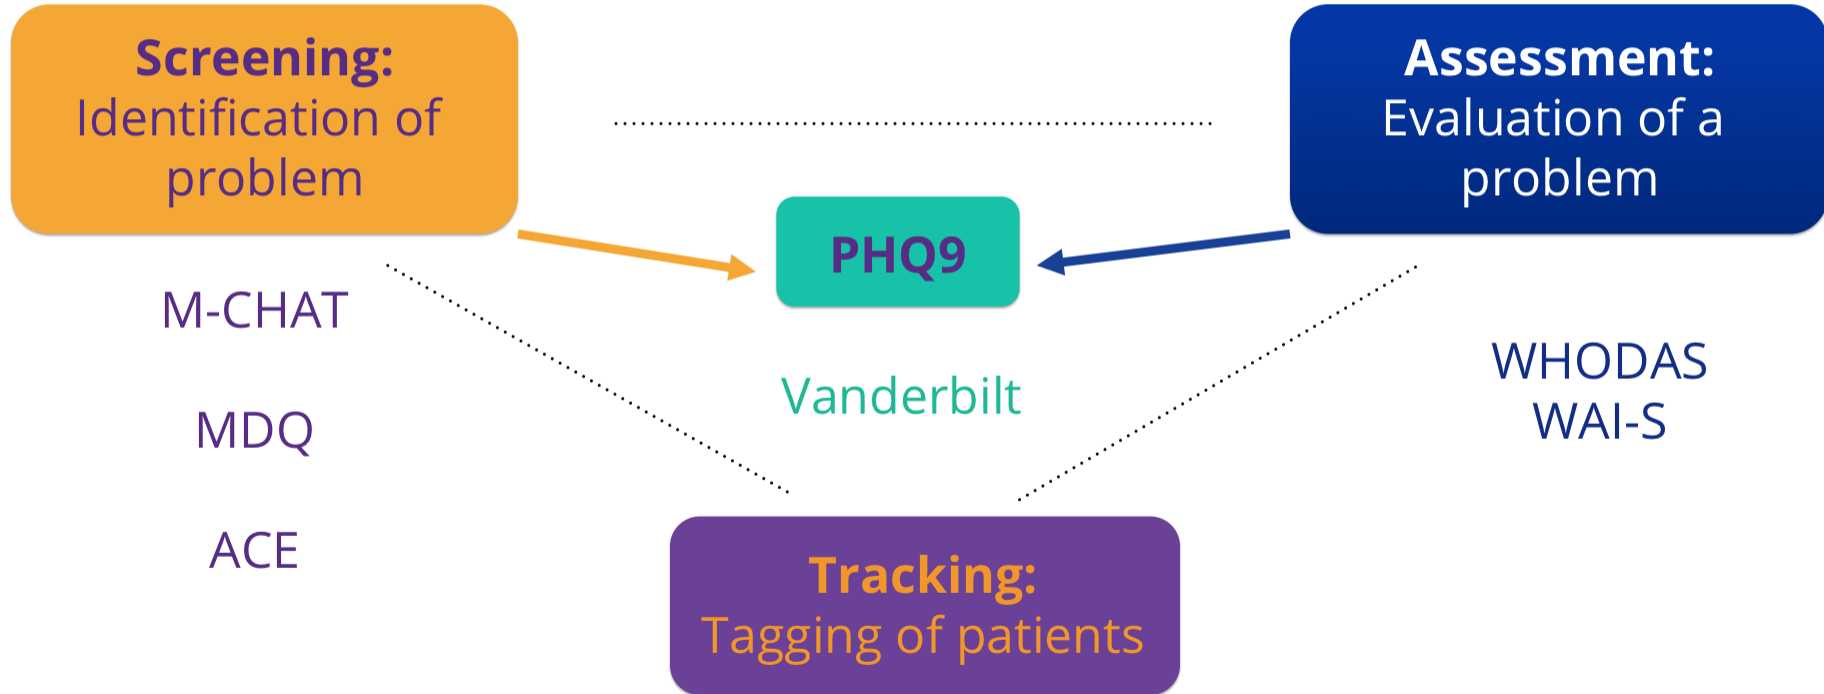 Screening:
Identification of
problem
Assessment:
Evaluation of a
problem
PHQ9
M-CHAT
Vanderbilt
WHODAS
WAI-S
MDQ
ACE
Tracking:
Tagging of patients